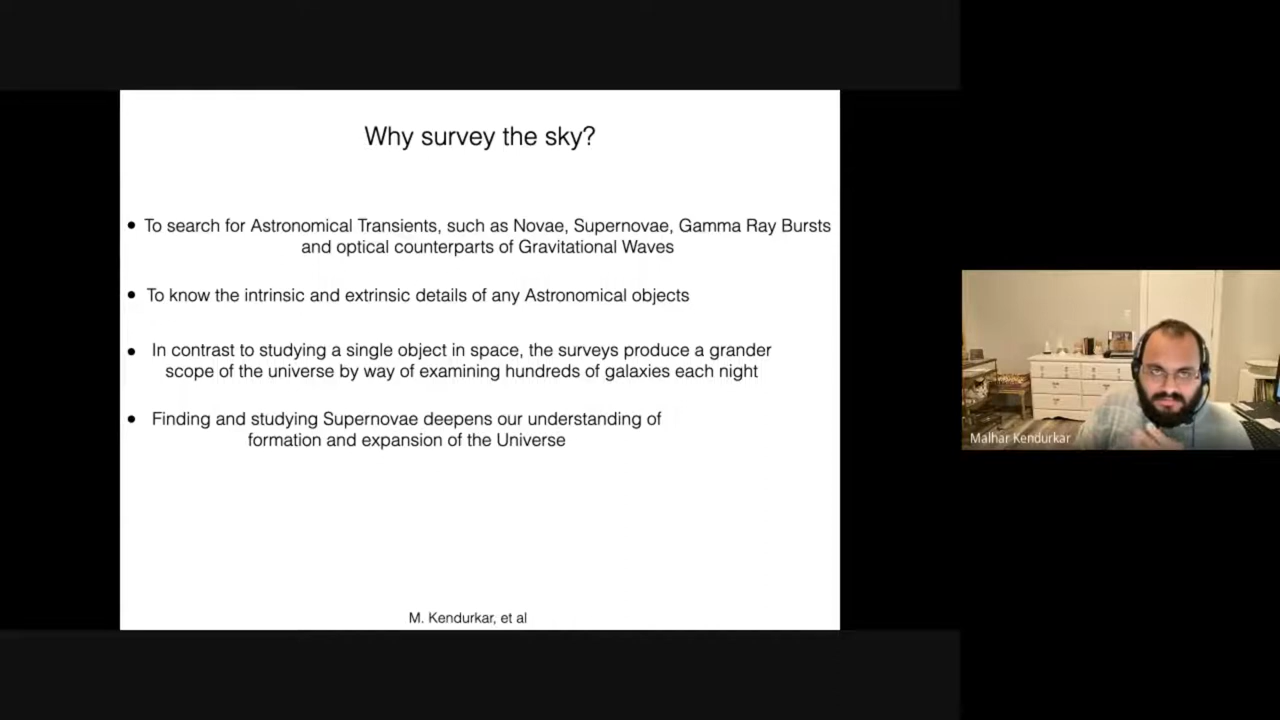 Why survey the sky?
• To search for Astronomical Transients, such as Novae, Supernovae, Gamma Ray Bursts
and optical counterparts of Gravitational Waves
• To know the intrinsic and extrinsic details of any Astronomical objects
• In contrast to studying a single object in space, the surveys produce a grander
scope of the universe by way of examining hundreds of galaxies each night
• Finding and studying Supernovae deepens our understanding of
formation and expansion of the Universe
M. Kendurkar, et al
Malhar Kendurkar